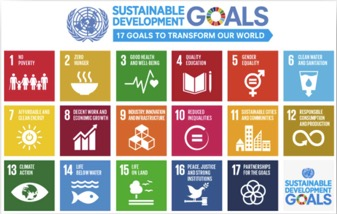 SUSTAINABLE
DEVELOPMENT
GOALS
17 GOALS TO TRANSFORM OUR WORLD
1 NO
POVERTY
2 ZERO
HUNGER
3 GOOD HEALTH
AND WELL-BEING
4 QUALITY
EDUCATION
5 GENDER
EQUALITY
6 CLEAN WATER
AND SANITATION
7 AFFORDABLE AND
CLEAN ENERGY
8 DECENT WORK AND
ECONOMIC GROWTH
9 INDUSTRY, INNOVATION
AND INFRASTRUCTURE
10 REDUCED
INEQUALITIES
11 SUSTAINABLE CITIES
AND COMMUNITIES
12 RESPONSIBLE
CONSUMPTION
AND PRODUCTION
13 CLIMATE
ACTION
14 LIFE
BELOW WATER
15 LIFE
ON LAND
16 PEACE, JUSTICE
AND STRONG
INSTITUTIONS
17 PARTNERSHIPS
FOR THE GOALS
SUSTAINABLE
DEVELOPMENT
GOALS